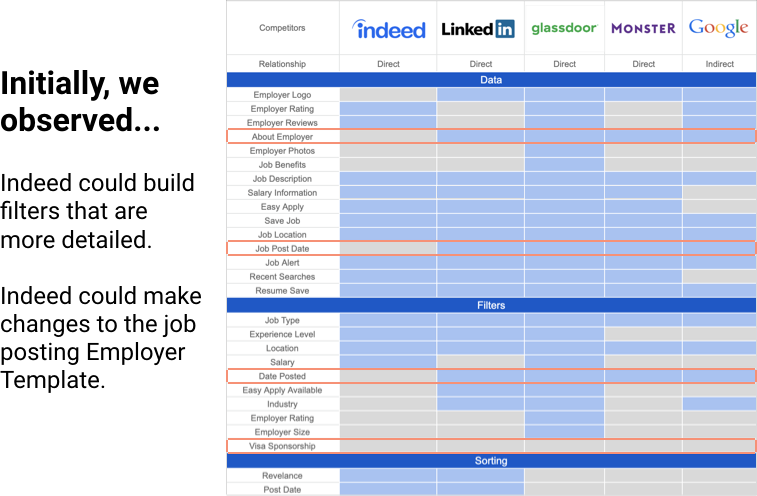 Initially, we
observed...
Indeed could build
filters that are
more detailed.
Indeed could make
changes to the job
posting Employer
Template.
Competitors indeed Linked in glassdoor MONSTER Google
Relationship Direct Direct Direct Direct Indirect
Data
Employer Logo
Employer Rating
Employer Reviews
About Employer
Employer Photos
Job Benefits
Job Description
Salary Information
Easy Apply
Save Job
Job Location
Job Post Date
Job Alert
Recent Searches
Resume Save
Filters
Job Type
Experience Level
Location
Salary
Date Posted
Easy Apply Available
Industry
Employer Rating
Employer Size
Visa Sponsorship
Sorting
Revelance
Post Date